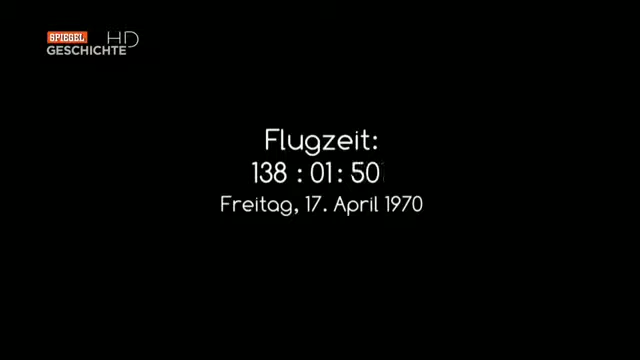 SPIEGEL
GESCHICHTE HD
Flugzeit:
138 : 01 : 50
Freitag, 17. April 1970